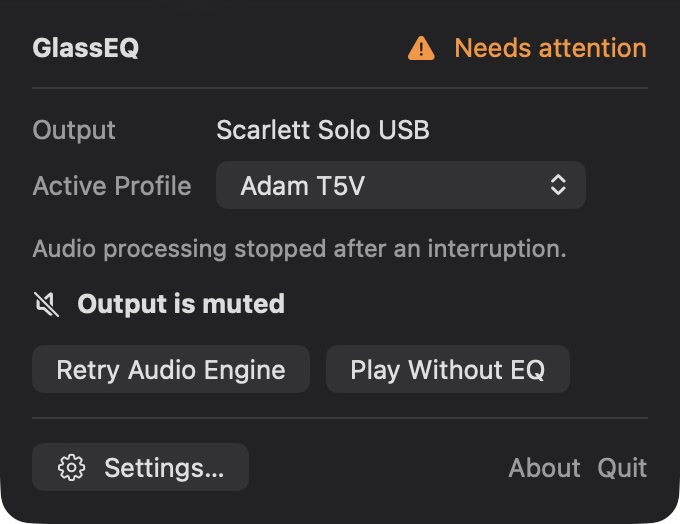 GlassEQ Needs attention
Output Scarlett Solo USB
Active Profile Adam T5V
Audio processing stopped after an interruption.
Output is muted
Retry Audio Engine Play Without EQ
Settings... About Quit